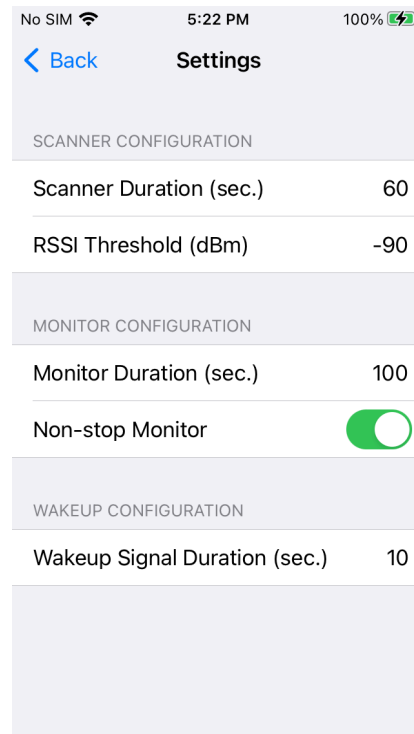 No SIM 5:22 PM 100%
Back Settings
SCANNER CONFIGURATION
Scanner Duration (sec.) 60
RSSI Threshold (dBm) -90
MONITOR CONFIGURATION
Monitor Duration (sec.) 100
Non-stop Monitor
WAKEUP CONFIGURATION
Wakeup Signal Duration (sec.) 10